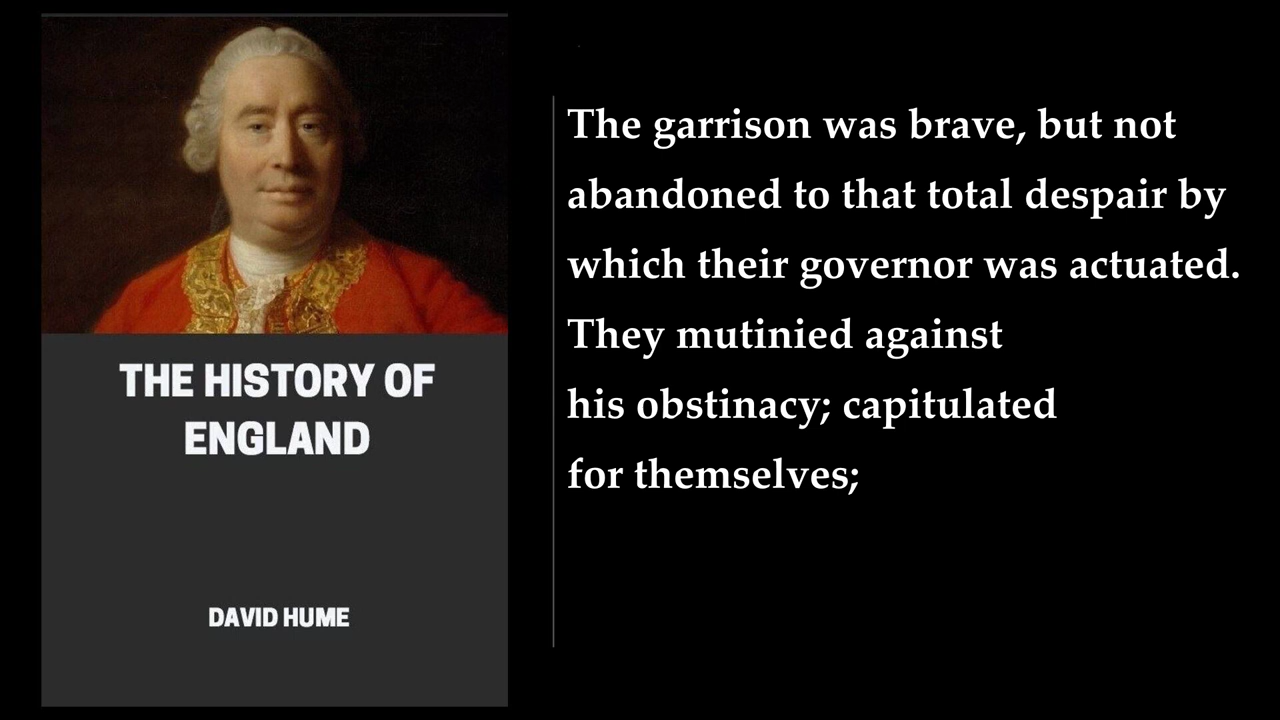 THE HISTORY OF
ENGLAND
DAVID HUME
The garrison was brave, but not
abandoned to that total despair by
which their governor was actuated.
They mutinied against
his obstinacy; capitulated
for themselves;